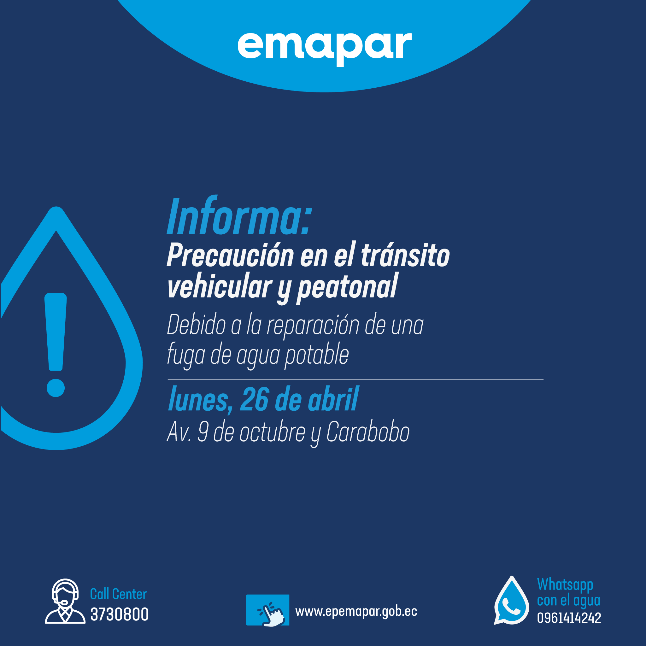 emapar
Informa:
Precaución en el tránsito
vehicular y peatonal
Debido a la reparación de una
fuga de agua potable
lunes, 26 de abril
Av. 9 de octubre y Carabobo
Call Center
3730800
www.epemapar.gob.ec
Whatsapp
con el agua
0961414242